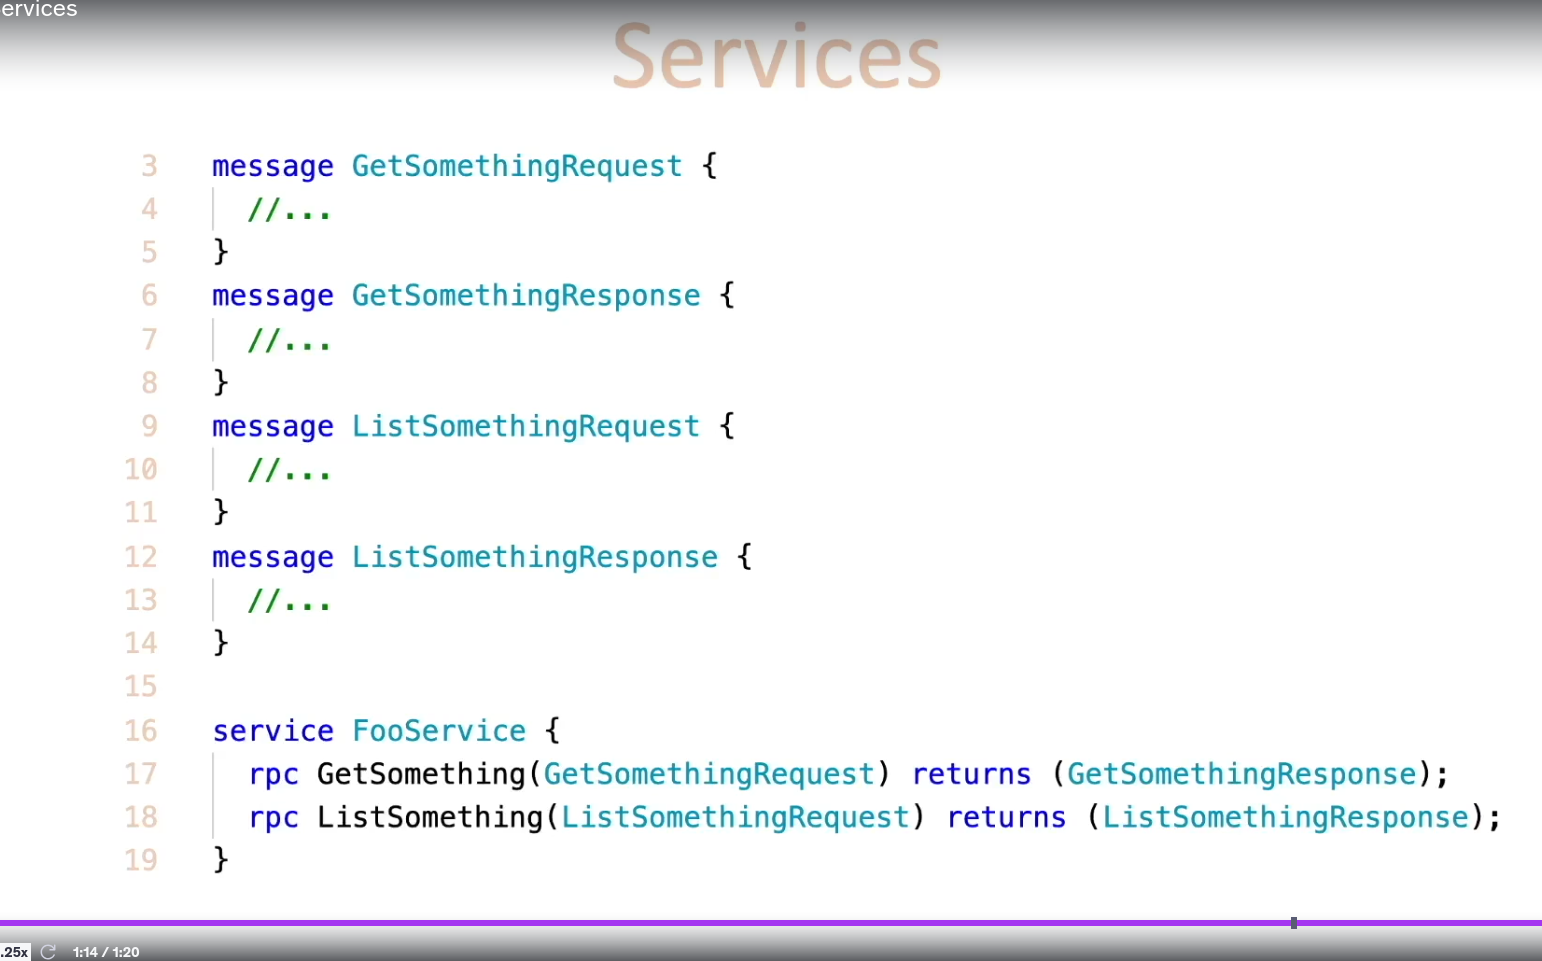 ervices
Services
3 message GetSomethingRequest {
4 //...
5 }
6 message GetSomethingResponse {
7 //...
8 }
9 message ListSomethingRequest {
10 //...
11 }
12 message ListSomethingResponse {
13 //...
14 }
15
16 service FooService {
17 rpc GetSomething(GetSomethingRequest) returns (GetSomethingResponse);
18 rpc ListSomething(ListSomethingRequest) returns (ListSomethingResponse);
19 }
.25x 1:14 / 1:20